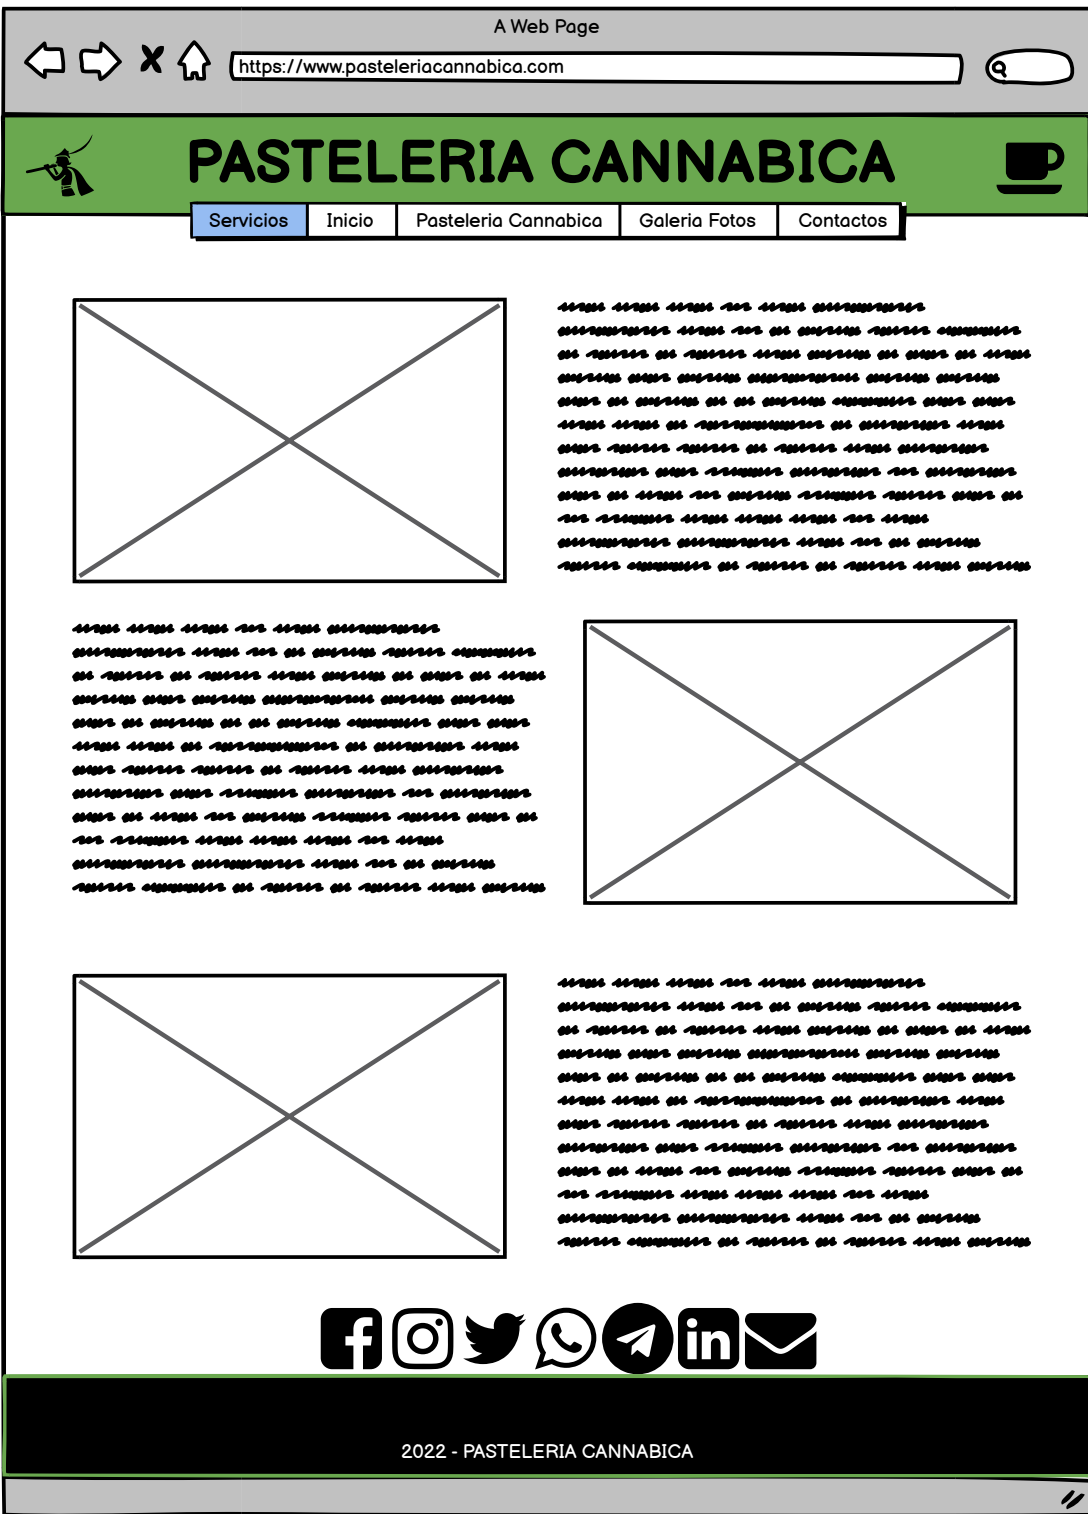 A Web Page
https://www.pasteleriacannabica.com
PASTELERIA CANNABICA
Servicios Inicio Pasteleria Cannabica Galeria Fotos Contactos
2022 - PASTELERIA CANNABICA